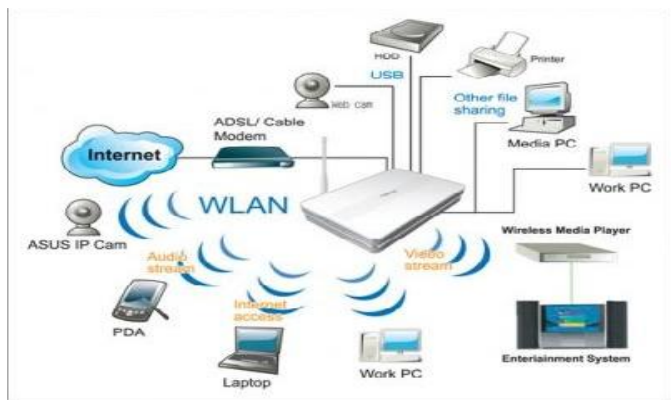 HDD
USB
Printer
Web cam
Other file
sharing
ADSL/ Cable
Modem
Media PC
Internet
Work PC
WLAN
Wireless Media Player
ASUS IP Cam
Audio
stream
Video
stream
PDA
Internet
access
Laptop
Work PC
Enteriainment System